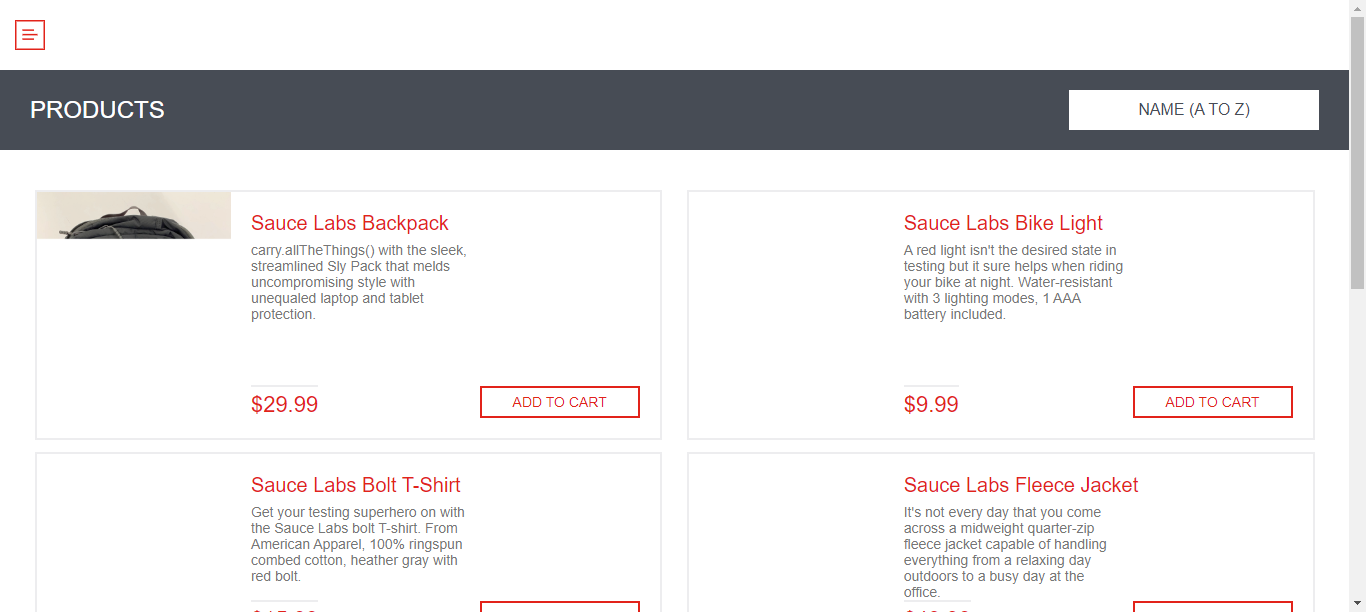 PRODUCTS
NAME (A TO Z)
Sauce Labs Backpack
carry.allTheThings() with the sleek,
streamlined Sly Pack that melds
uncompromising style with
unequaled laptop and tablet
protection.
$29.99
ADD TO CART
Sauce Labs Bike Light
A red light isn't the desired state in
testing but it sure helps when riding
your bike at night. Water-resistant
with 3 lighting modes, 1 AAA
battery included.
$9.99
ADD TO CART
Sauce Labs Bolt T-Shirt
Get your testing superhero on with
the Sauce Labs bolt T-shirt. From
American Apparel, 100% ringspun
combed cotton, heather gray with
red bolt.
Sauce Labs Fleece Jacket
It's not every day that you come
across a midweight quarter-zip
fleece jacket capable of handling
everything from a relaxing day
outdoors to a busy day at the
office.